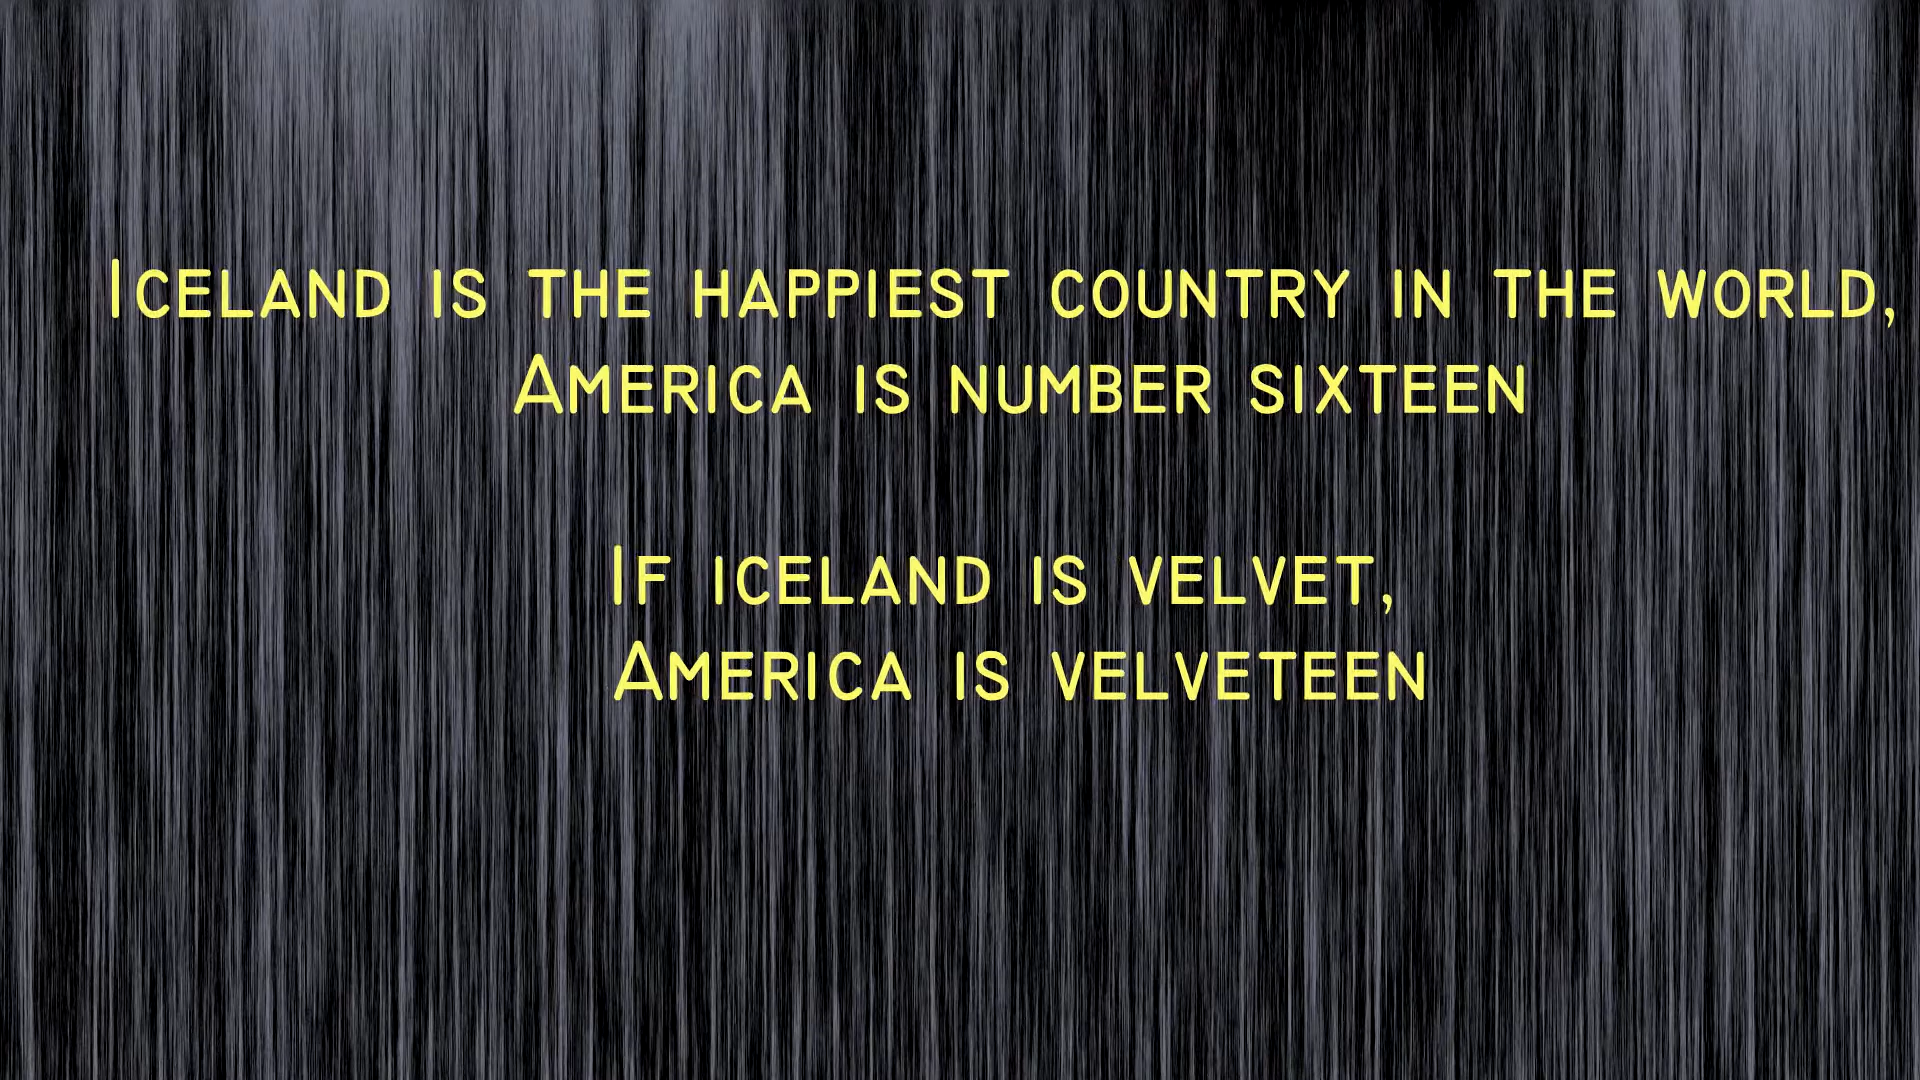 Iceland is the happiest country in the world,
America is number sixteen
If iceland is velvet,
America is velveteen